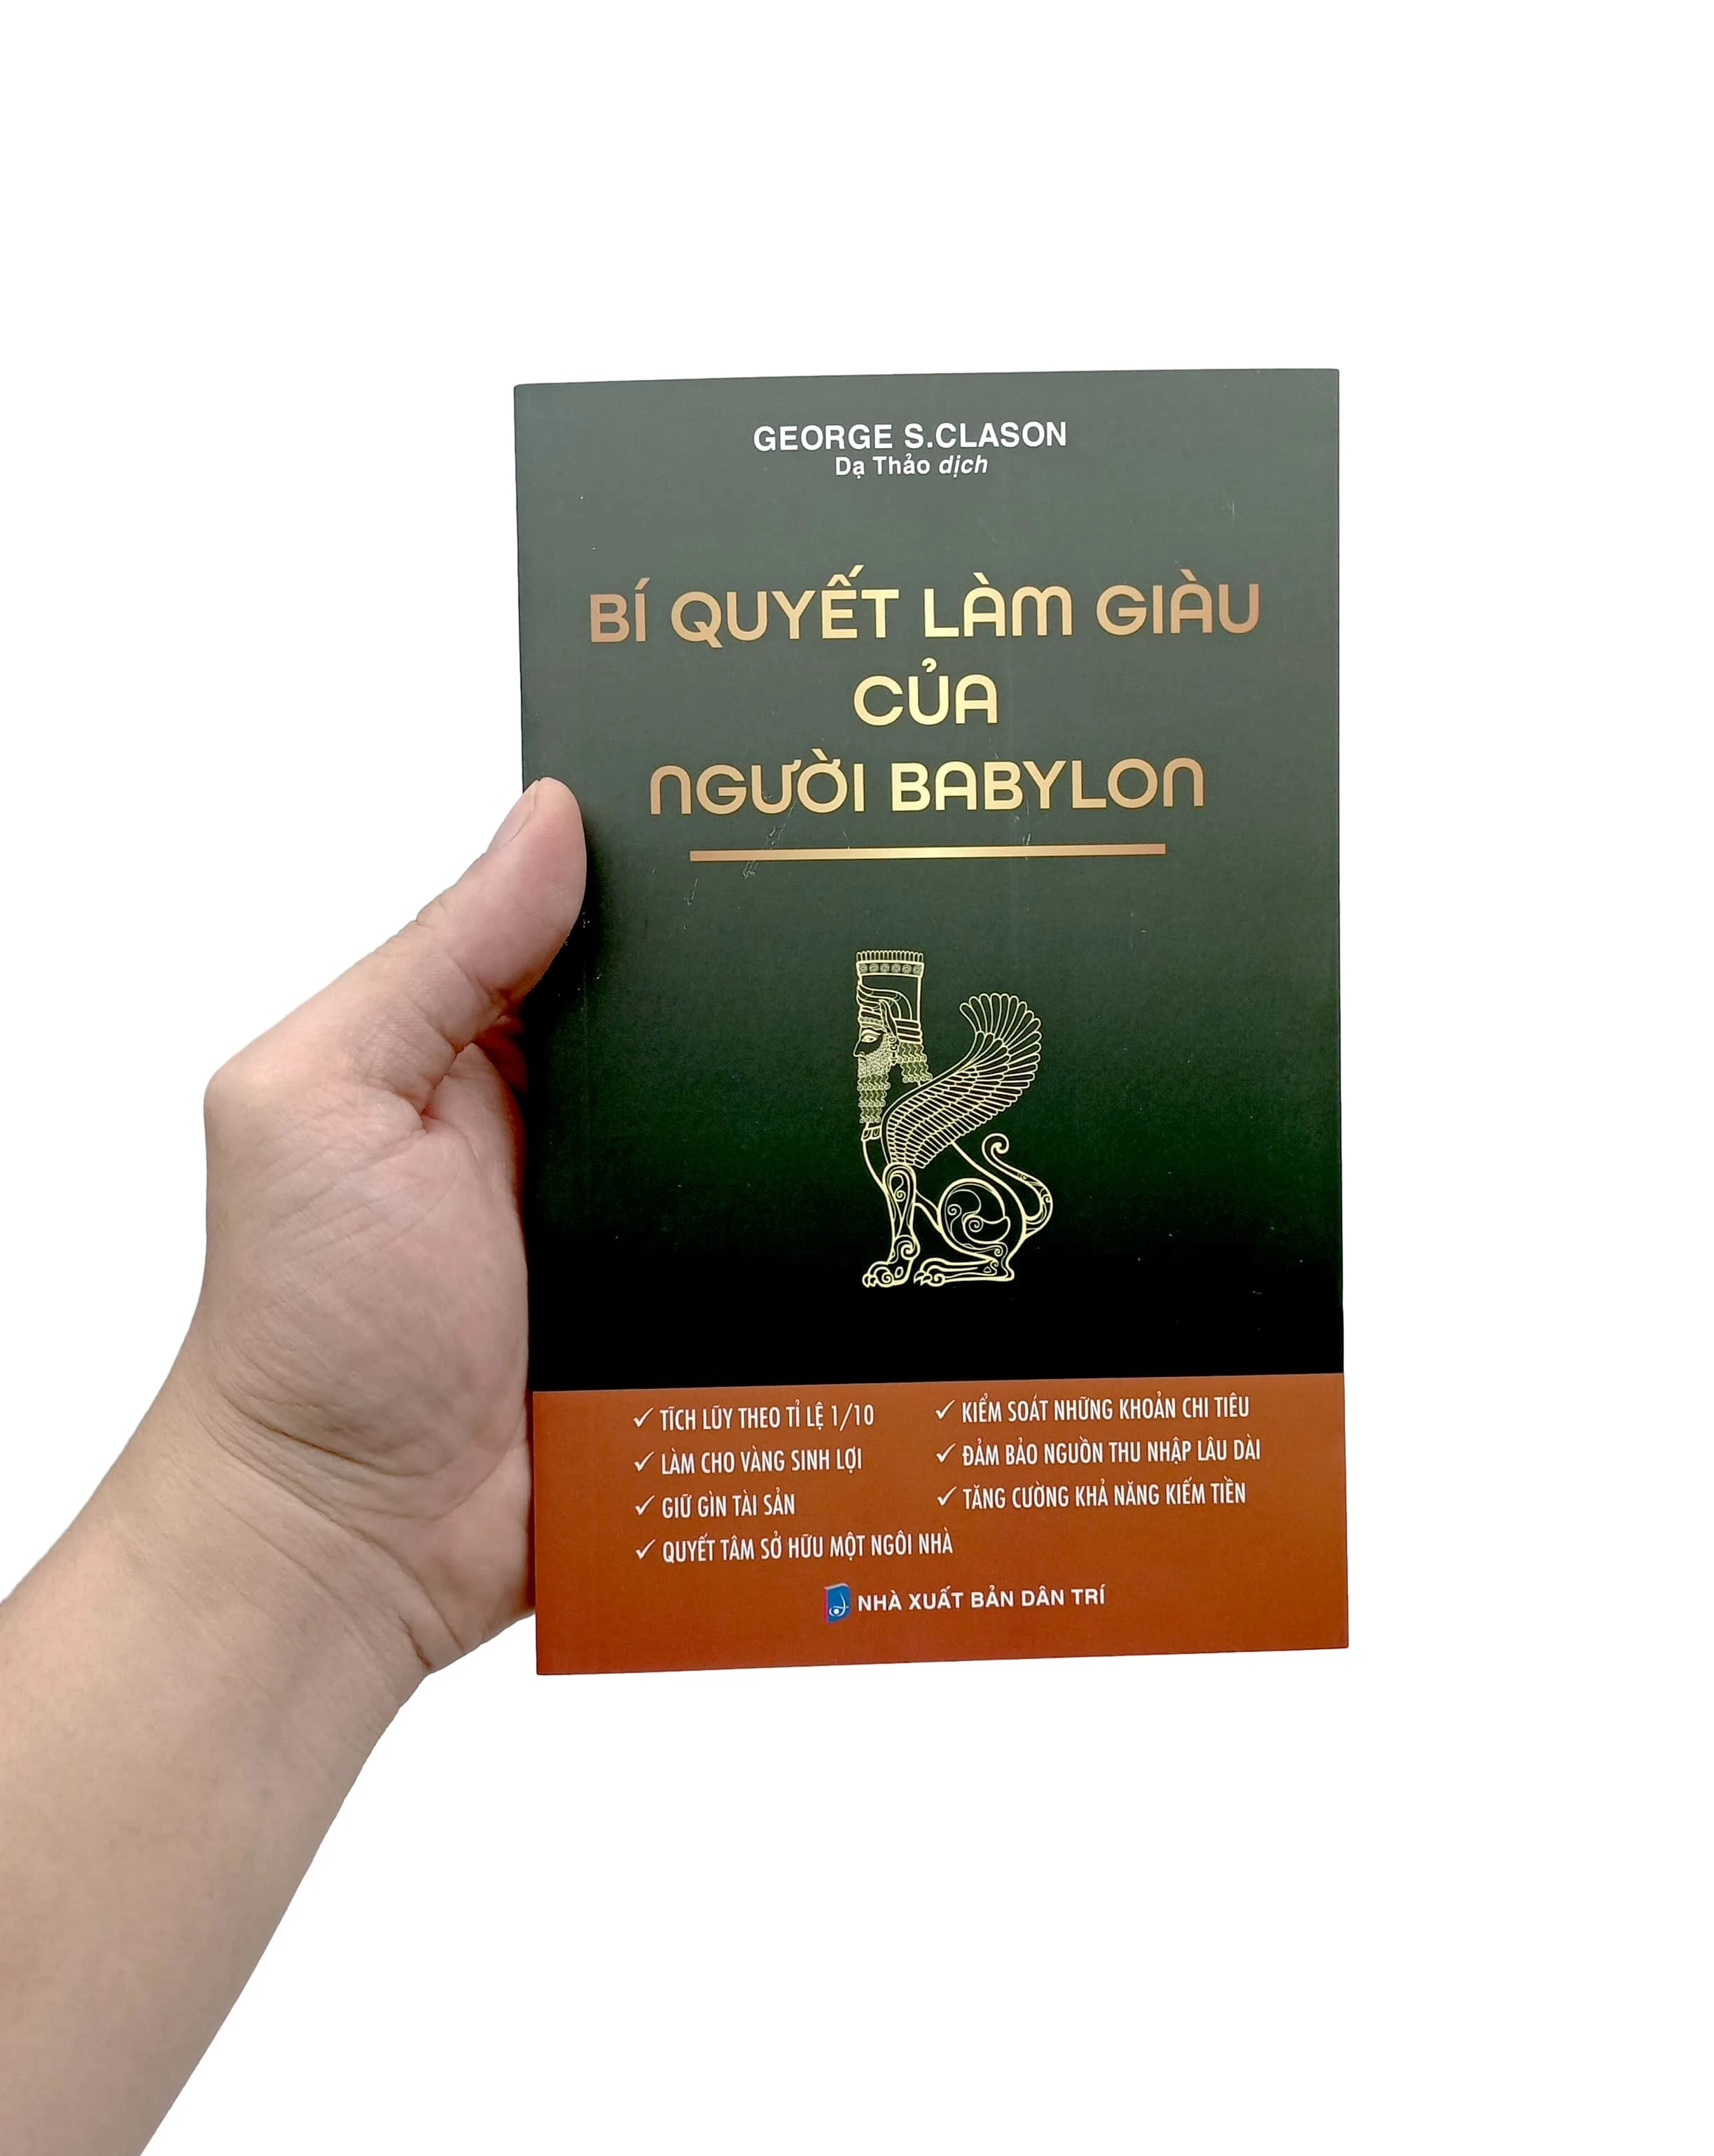 GEORGE S.CLASON
Dạ Thảo dịch
BÍ QUYẾT LÀM GIÀU
CỦA
NGƯỜI BABYLON
✓ TÍCH LŨY THEO TỈ LỆ 1/10
✓ LÀM CHO VÀNG SINH LỢI
✓ GIỮ GÌN TÀI SẢN
✓ QUYẾT TÂM SỞ HỮU MỘT NGÔI NHÀ
✓ KIỂM SOÁT NHỮNG KHOẢN CHI TIÊU
✓ ĐẢM BẢO NGUỒN THU NHẬP LÂU DÀI
✓ TĂNG CƯỜNG KHẢ NĂNG KIẾM TIỀN
NHÀ XUẤT BẢN DÂN TRÍ